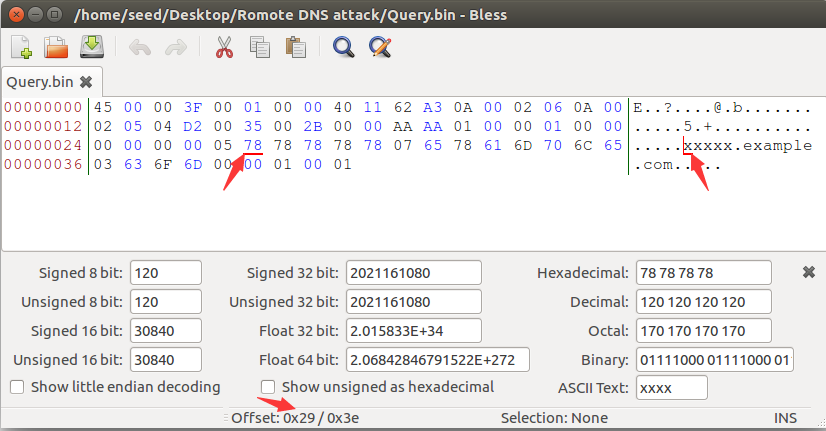 /home/seed/Desktop/Romote DNS attack/Query.bin - Bless
Query.bin
00000000 45 00 00 3F 00 01 00 00 40 11 62 A3 0A 00 02 06 0A 00 E..?....@.b.......
00000012 02 05 04 D2 00 35 00 2B 00 00 AA AA 01 00 00 01 00 00 .....5.+..........
00000024 00 00 00 00 05 78 78 78 78 78 07 65 78 61 6D 70 6C 65 .....xxxxx.example
00000036 03 63 6F 6D 00 00 01 00 01 .com.....
Signed 8 bit: 120 Signed 32 bit: 2021161080 Hexadecimal: 78 78 78 78
Unsigned 8 bit: 120 Unsigned 32 bit: 2021161080 Decimal: 120 120 120 120
Signed 16 bit: 30840 Float 32 bit: 2.015833E+34 Octal: 170 170 170 170
Unsigned 16 bit: 30840 Float 64 bit: 2.06842846791522E+272 Binary: 01111000 01111000 011
Show little endian decoding Show unsigned as hexadecimal ASCII Text: xxxx
Offset: 0x29 / 0x3e Selection: None INS